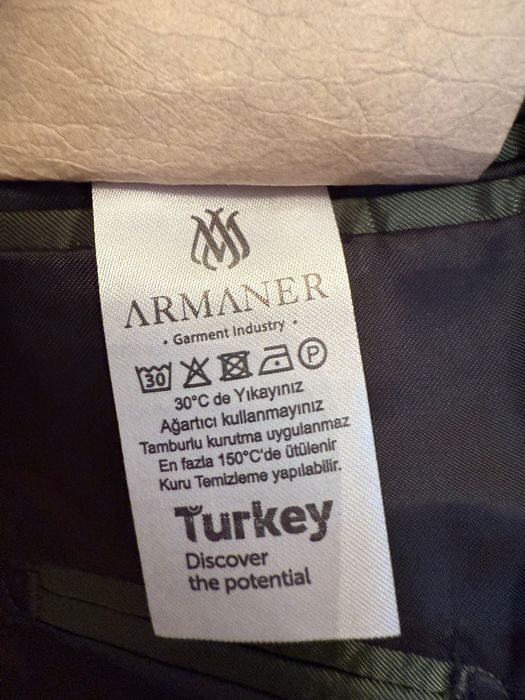 ARMANER
• Garment Industry •
30 P
30°C de Yıkayınız
Ağartıcı kullanmayınız
Tamburlu kurutma uygulanmaz
En fazla 150°C'de ütülenir
Kuru Temizleme yapılabilir.
Turkey
Discover
the potential